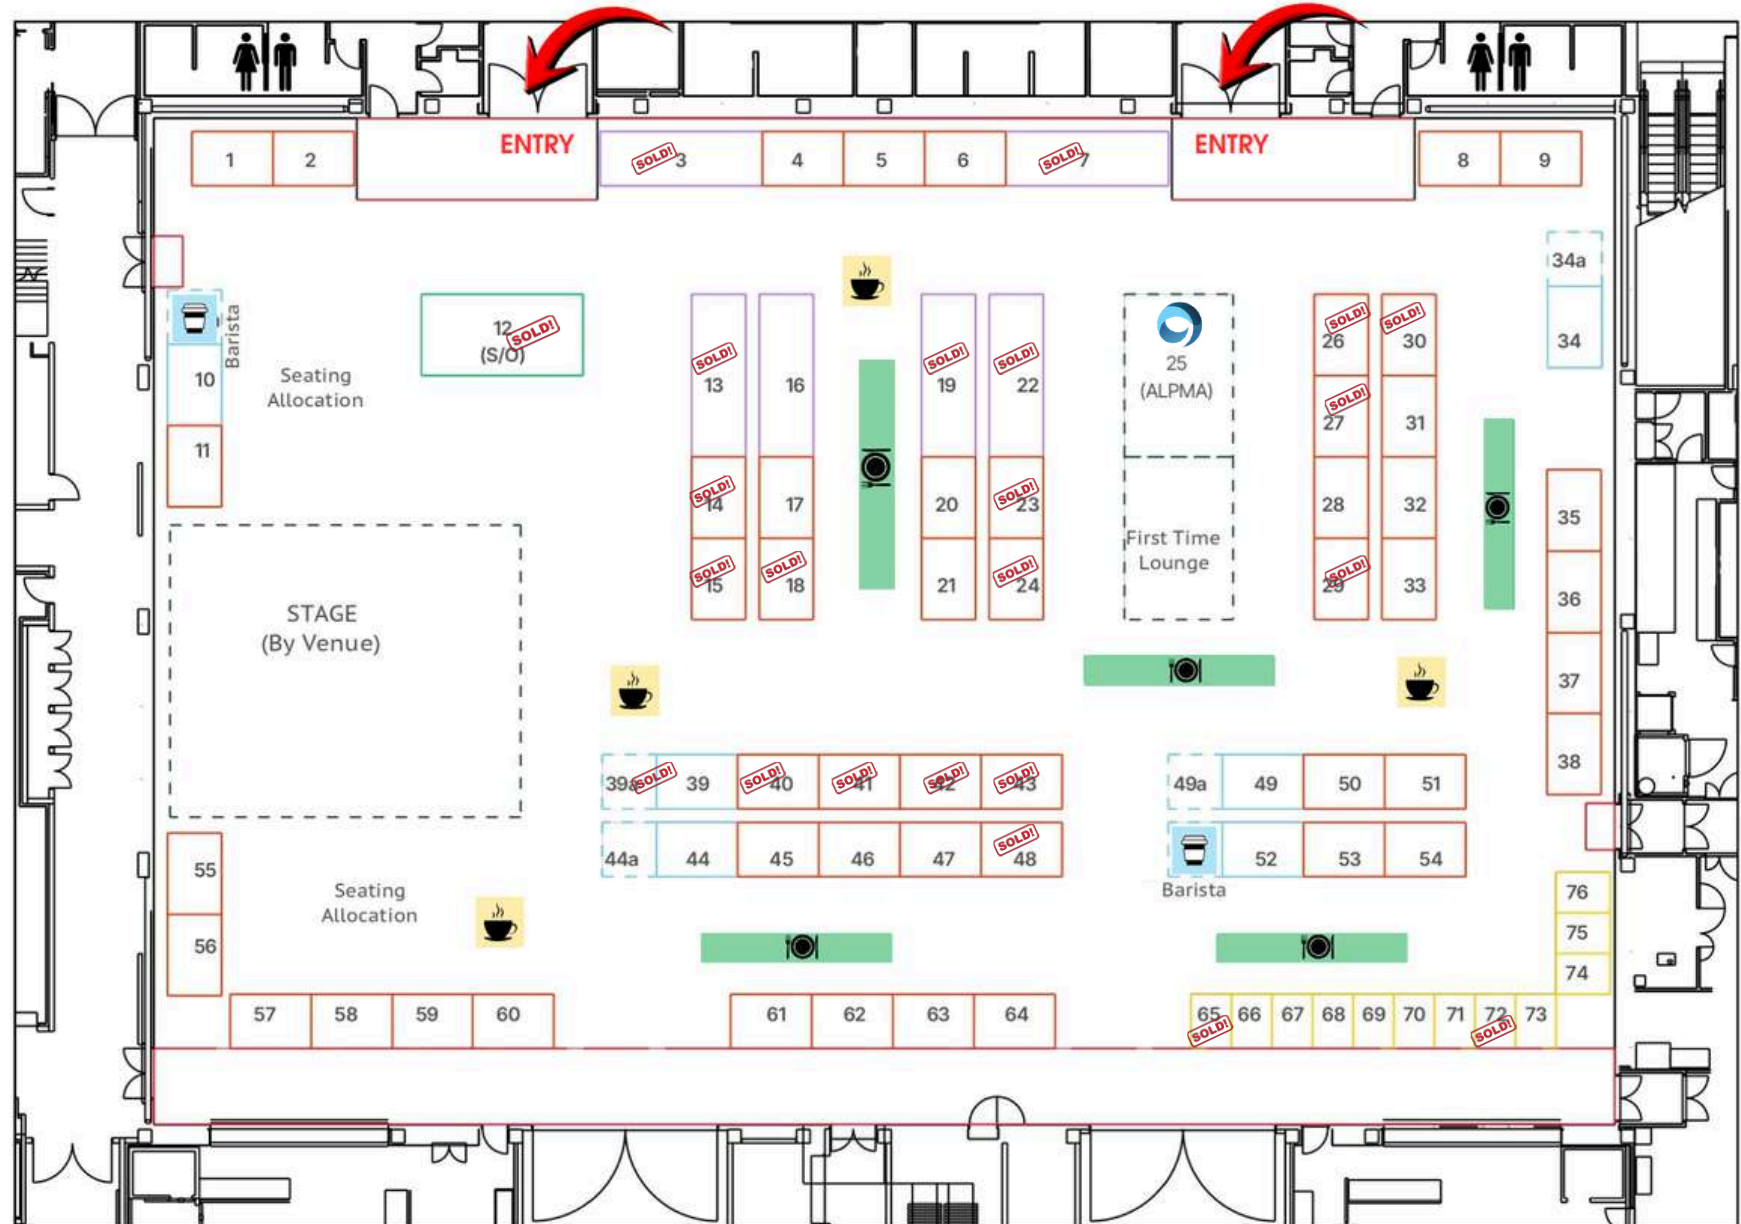 ENTRY
ENTRY
1
2
SOLD!
3
4
5
6
SOLD!
7
8
9
34a
34
Barista
10
11
Seating
Allocation
12
(S/O)
SOLD!
SOLD!
13
16
SOLD!
19
SOLD!
22
25
(ALPMA)
SOLD!
26
SOLD!
30
SOLD!
27
31
SOLD!
14
17
20
SOLD!
23
28
32
35
SOLD!
15
SOLD!
18
21
SOLD!
24
First Time
Lounge
SOLD!
29
33
36
STAGE
(By Venue)
37
38
39a
SOLD!
39
SOLD!
40
SOLD!
41
SOLD!
42
SOLD!
43
49a
49
50
51
44a
44
45
46
47
SOLD!
48
52
53
54
Barista
55
56
Seating
Allocation
76
75
74
57
58
59
60
61
62
63
64
65
SOLD!
66
67
68
69
70
71
72
SOLD!
73